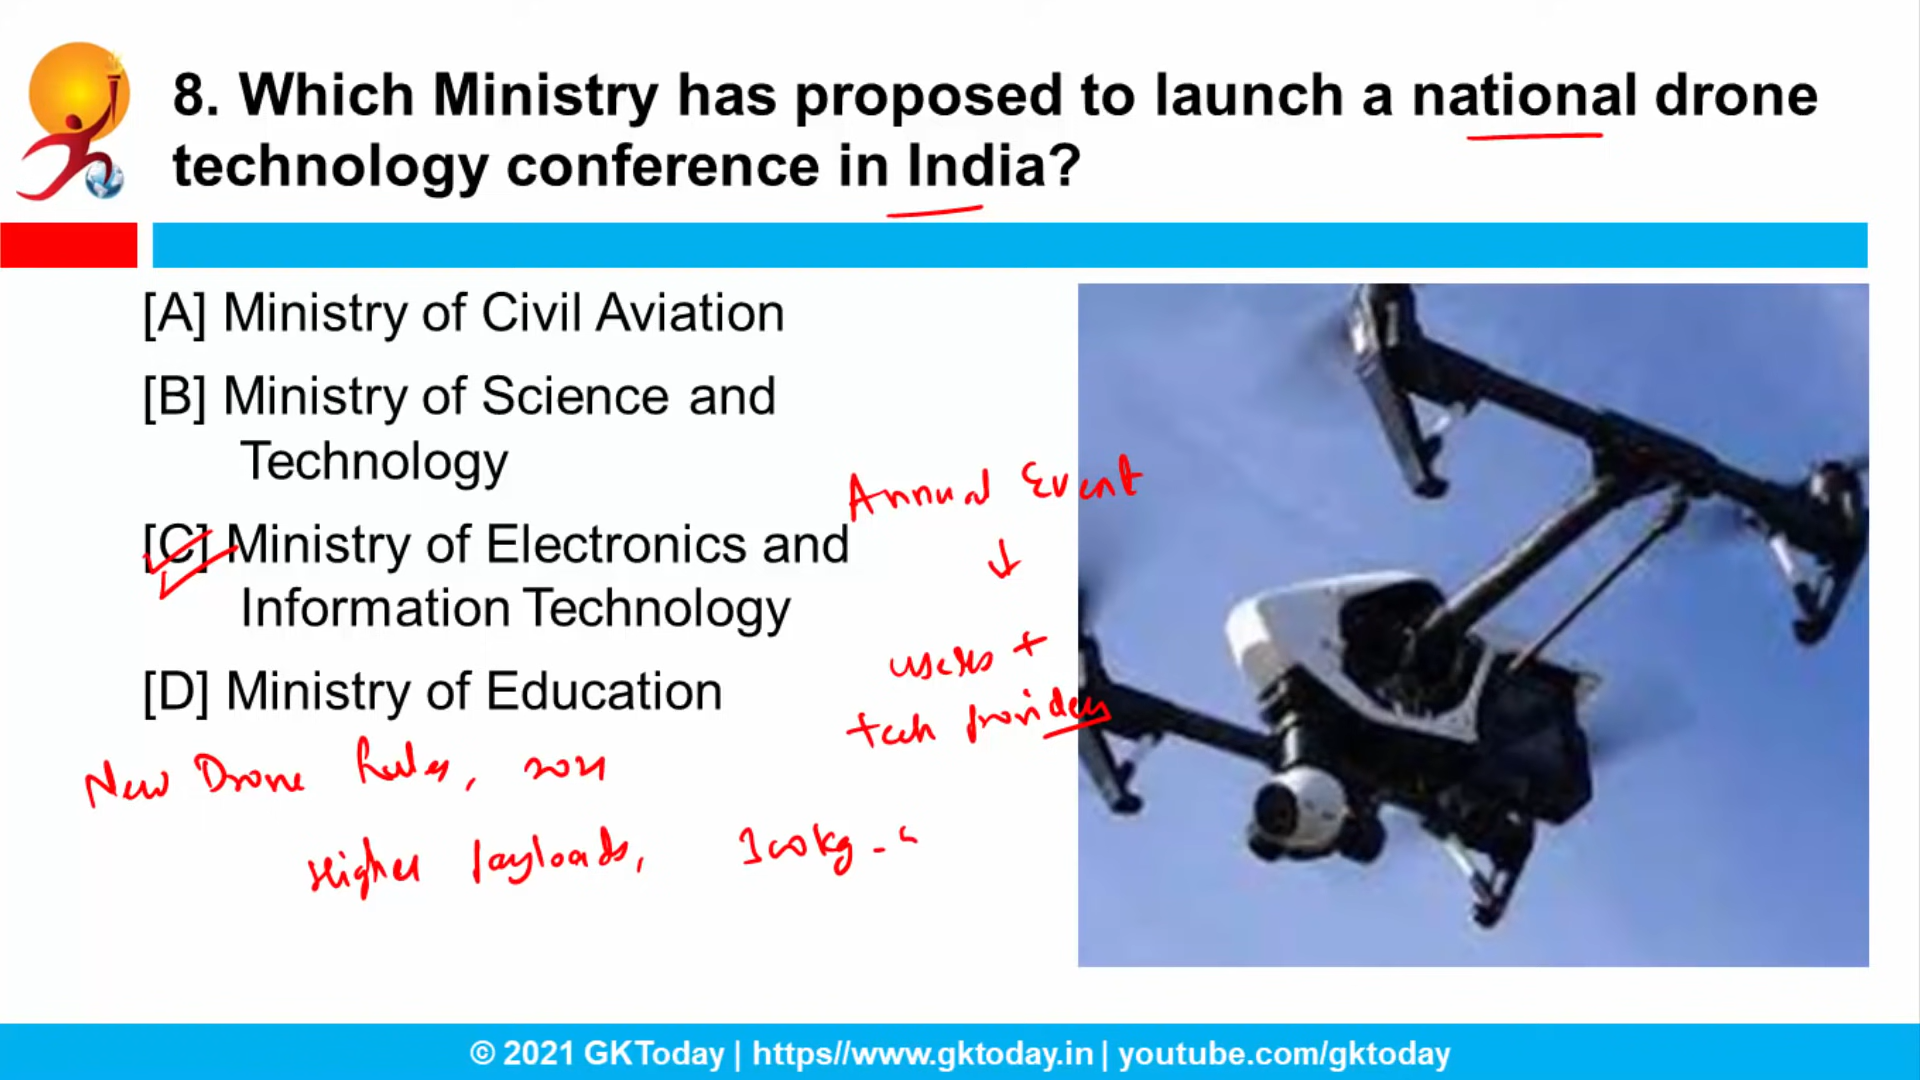 8. Which Ministry has proposed to launch a national drone
technology conference in India?
[A] Ministry of Civil Aviation
[B] Ministry of Science and
Technology
[C] Ministry of Electronics and
Information Technology
[D] Ministry of Education
Annual Event
users +
tech providers
New Drone Rules, 2021
Higher payloads,
© 2021 GKToday | https//www.gktoday.in | youtube.com/gktoday